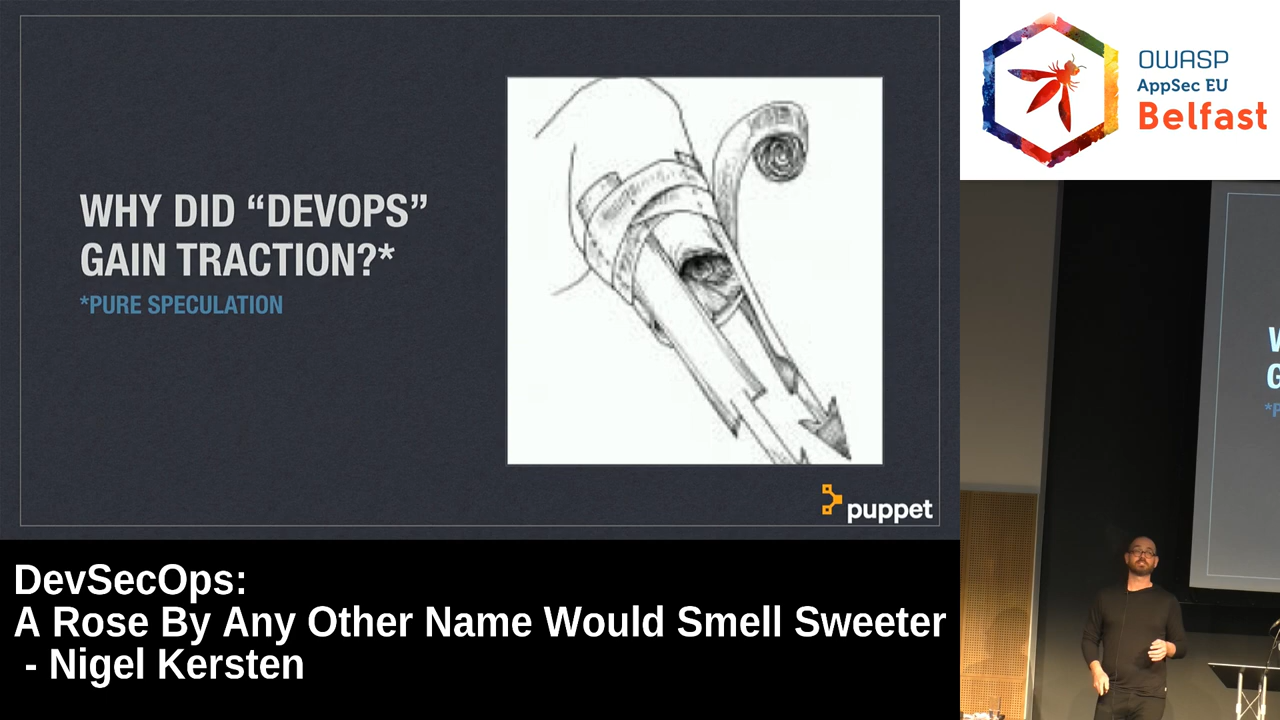 WHY DID “DEVOPS”
GAIN TRACTION?*
*PURE SPECULATION
puppet
OWASP
AppSec EU
Belfast
DevSecOps:
A Rose By Any Other Name Would Smell Sweeter
- Nigel Kersten